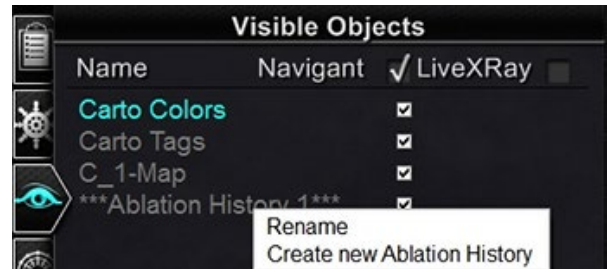 Visible Objects
Name Navigant LiveXRay
Carto Colors
Carto Tags
C_1-Map
***Ablation History 1***
Rename
Create new Ablation History